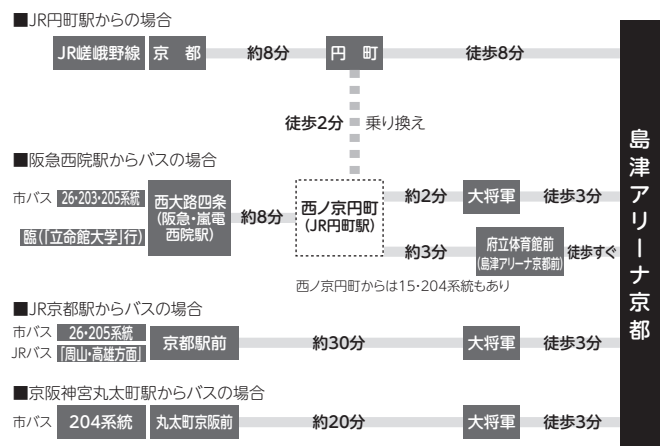 ■JR円町駅からの場合
JR嵯峨野線 京 都 約8分 円 町 徒歩8分
徒歩2分 乗り換え
■阪急西院駅からバスの場合
市バス 26・203・205系統
臨(「立命館大学」行)
西大路四条
(阪急・嵐電
西院駅)
約8分
西ノ京円町
(JR円町駅)
約2分 大将軍 徒歩3分
約3分
府立体育館前
(島津アリーナ京都前)
徒歩すぐ
西ノ京円町からは15・204系統もあり
■JR京都駅からバスの場合
市バス 26・205系統
JRバス 「周山・高雄方面」
京都駅前 約30分 大将軍 徒歩3分
■京阪神宮丸太町駅からバスの場合
市バス 204系統 丸太町京阪前 約20分 大将軍 徒歩3分
島津アリーナ京都